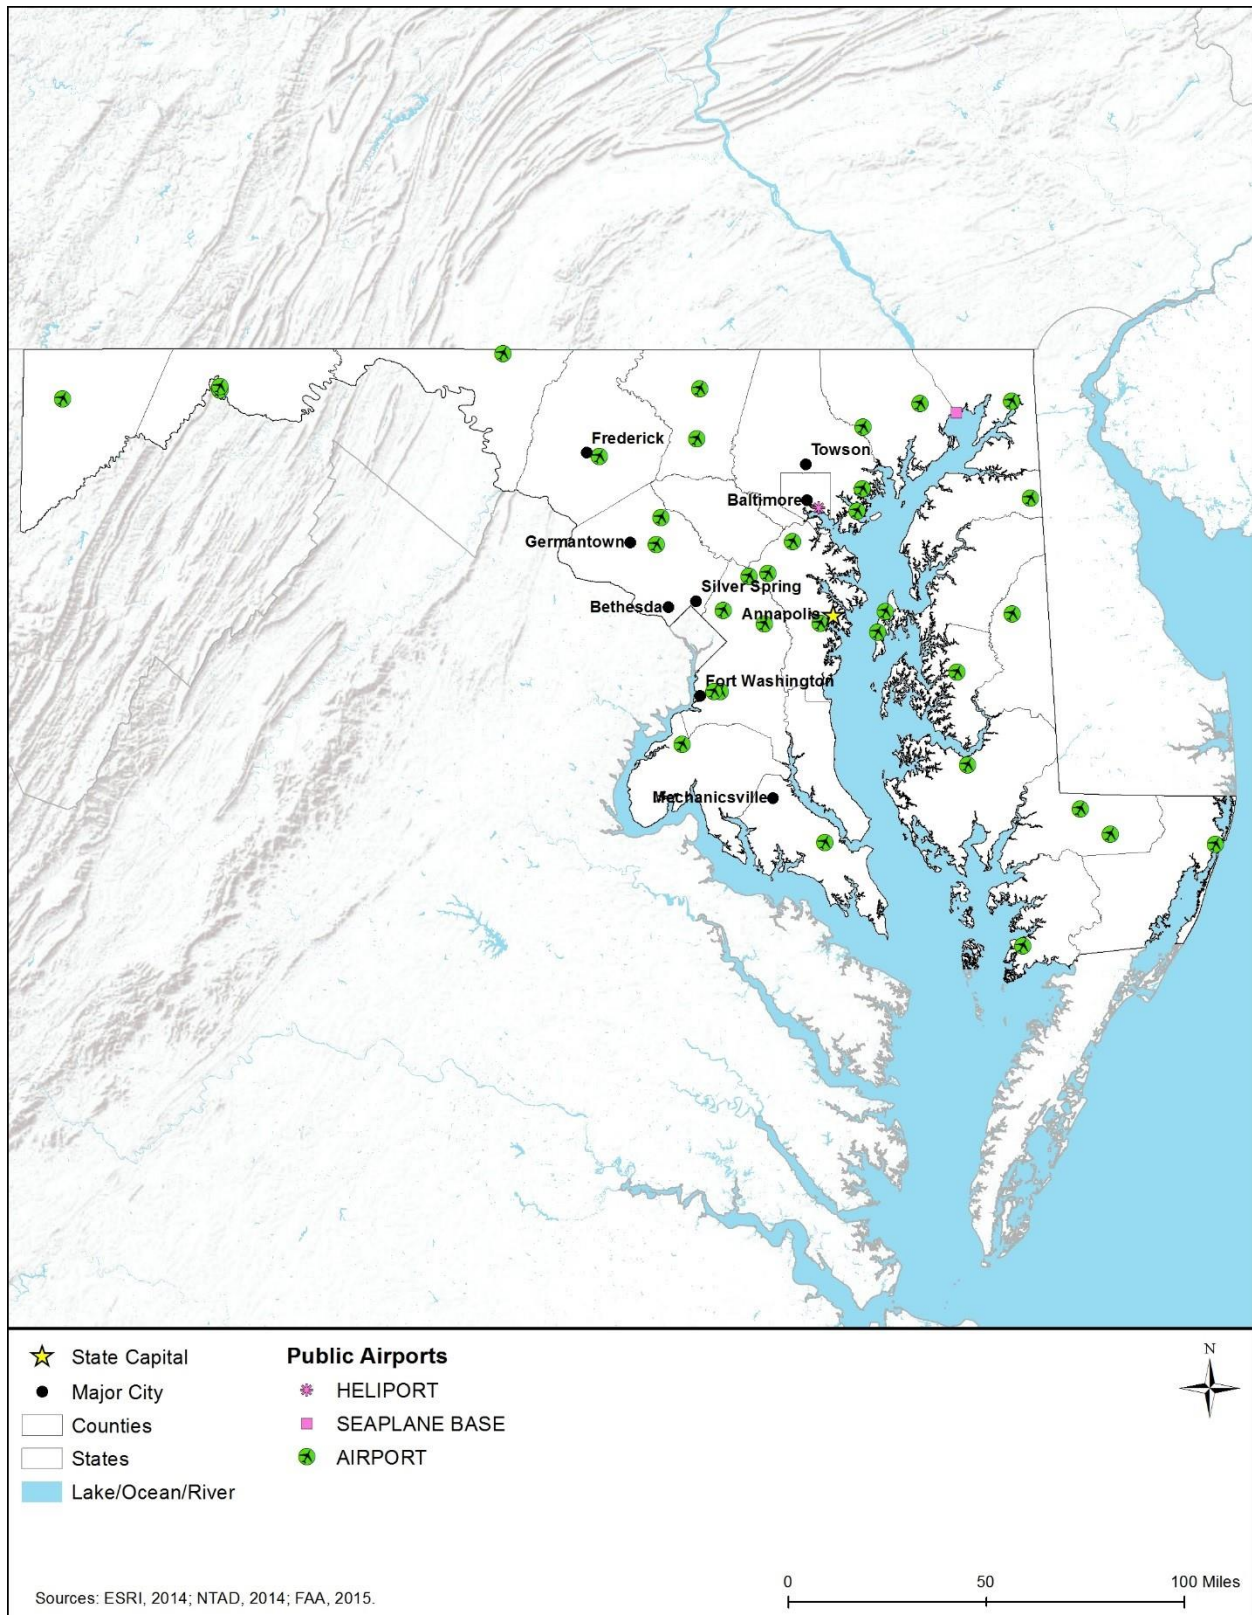 Frederick
Towson
Baltimore
Germantown
Silver Spring
Bethesda
Annapolis
Fort Washington
Mechanicsville
State Capital
Major City
Counties
States
Lake/Ocean/River
Public Airports
HELIPORT
SEAPLANE BASE
AIRPORT
N
Sources: ESRI, 2014; NTAD, 2014; FAA, 2015.
0 50 100 Miles